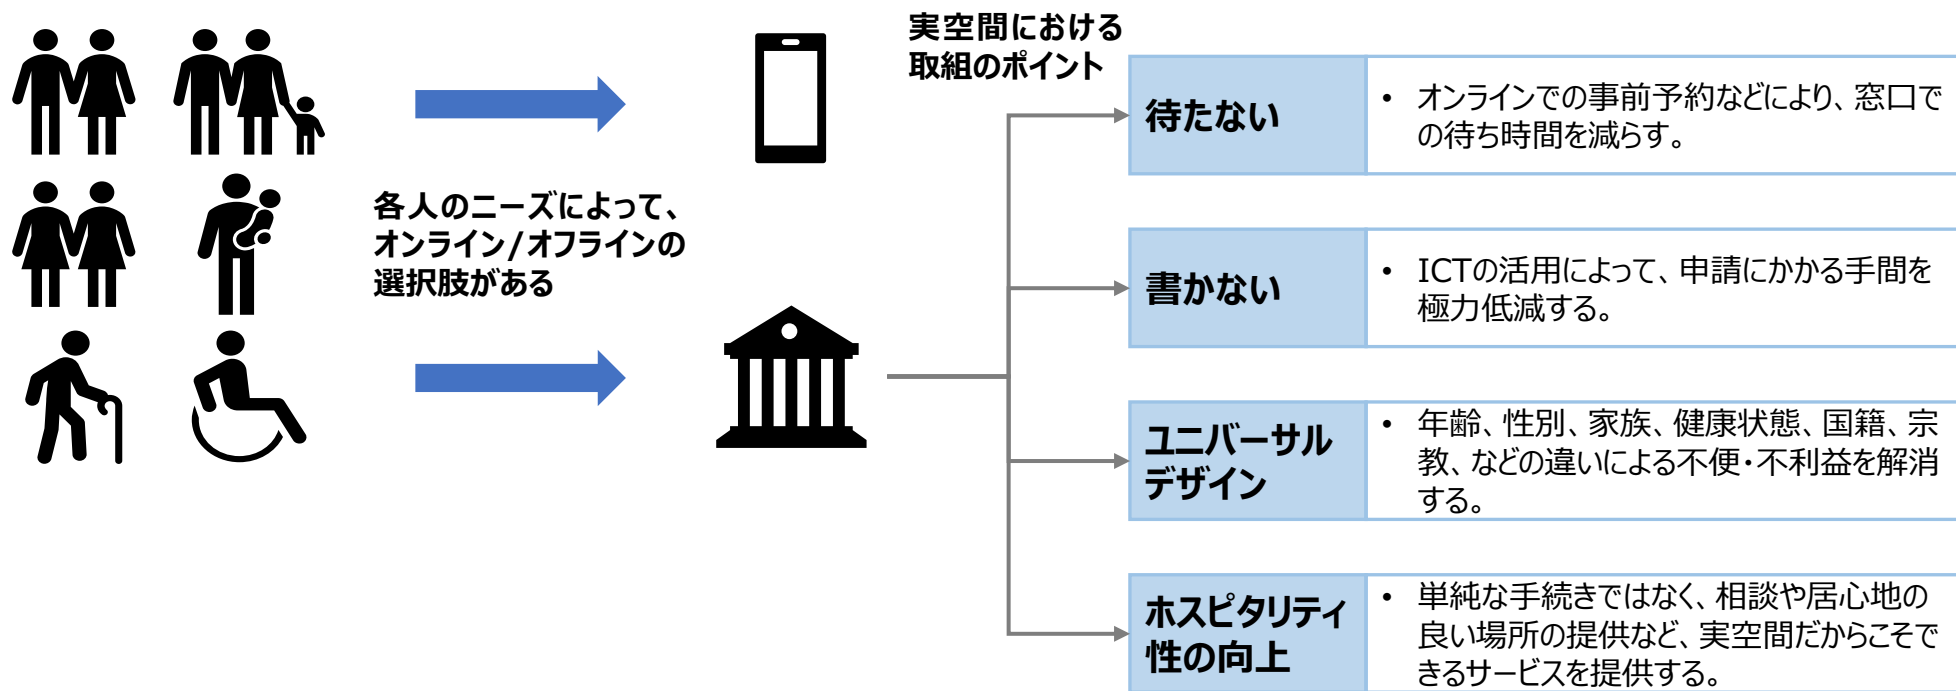 各人のニーズによって、
オンライン/オフラインの
選択肢がある
実空間における
取組のポイント
待たない
• オンラインでの事前予約などにより、窓口で
の待ち時間を減らす。
書かない
• ICTの活用によって、申請にかかる手間を
極力低減する。
ユニバーサル
デザイン
• 年齢、性別、家族、健康状態、国籍、宗
教、などの違いによる不便・不利益を解消
する。
ホスピタリティ
性の向上
• 単純な手続きではなく、相談や居心地の
良い場所の提供など、実空間だからこそで
きるサービスを提供する。